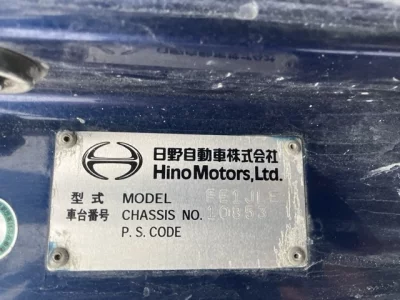 日野自動車株式会社
Hino Motors, Ltd.
型式 MODEL
車台番号 CHASSIS NO. 10853
P. S. CODE